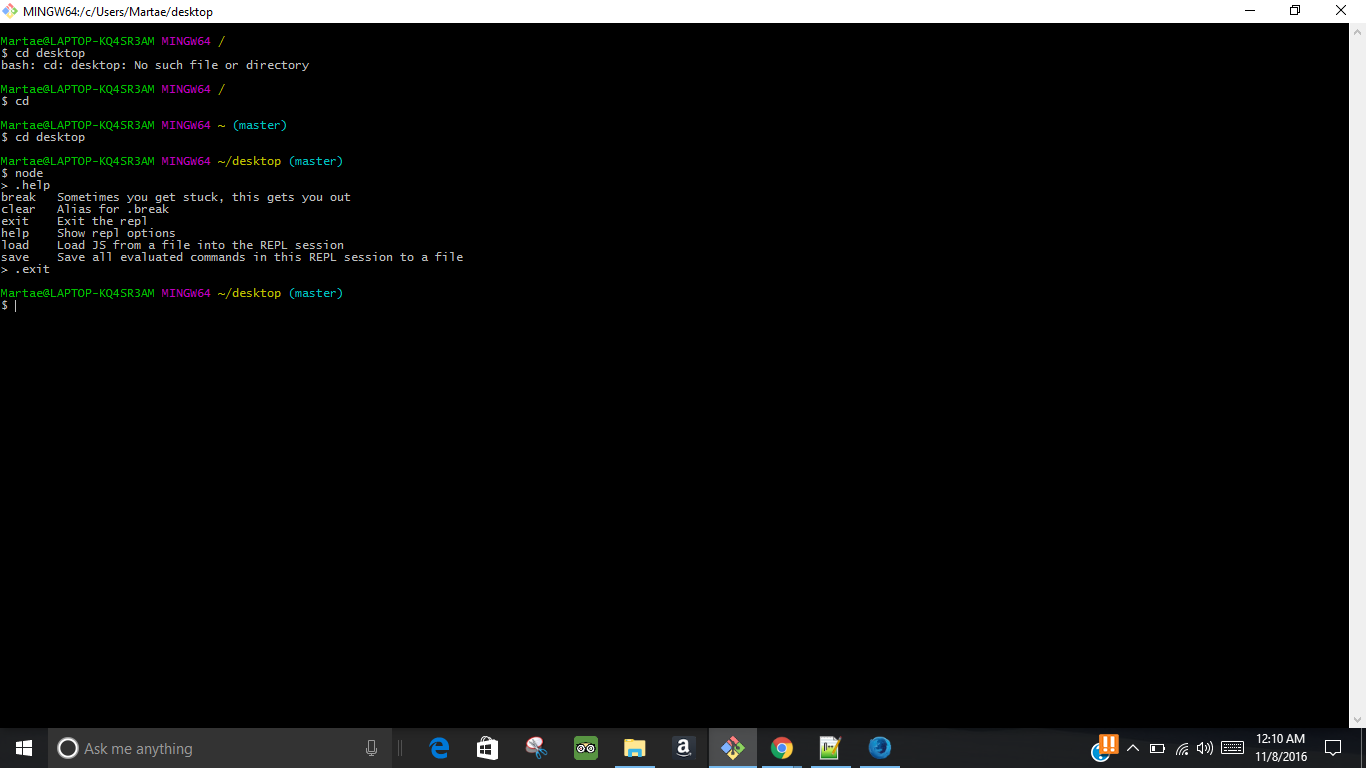 MINGW64:/c/Users/Martae/desktop
Martae@LAPTOP-KQ4SR3AM MINGW64 /
$ cd desktop
bash: cd: desktop: No such file or directory
Martae@LAPTOP-KQ4SR3AM MINGW64 /
$ cd
Martae@LAPTOP-KQ4SR3AM MINGW64 ~ (master)
$ cd desktop
Martae@LAPTOP-KQ4SR3AM MINGW64 ~/desktop (master)
$ node
> .help
break   Sometimes you get stuck, this gets you out
clear   Alias for .break
exit    Exit the repl
help    Show repl options
load    Load JS from a file into the REPL session
save    Save all evaluated commands in this REPL session to a file
> .exit
Martae@LAPTOP-KQ4SR3AM MINGW64 ~/desktop (master)
$
Ask me anything
12:10 AM
11/8/2016